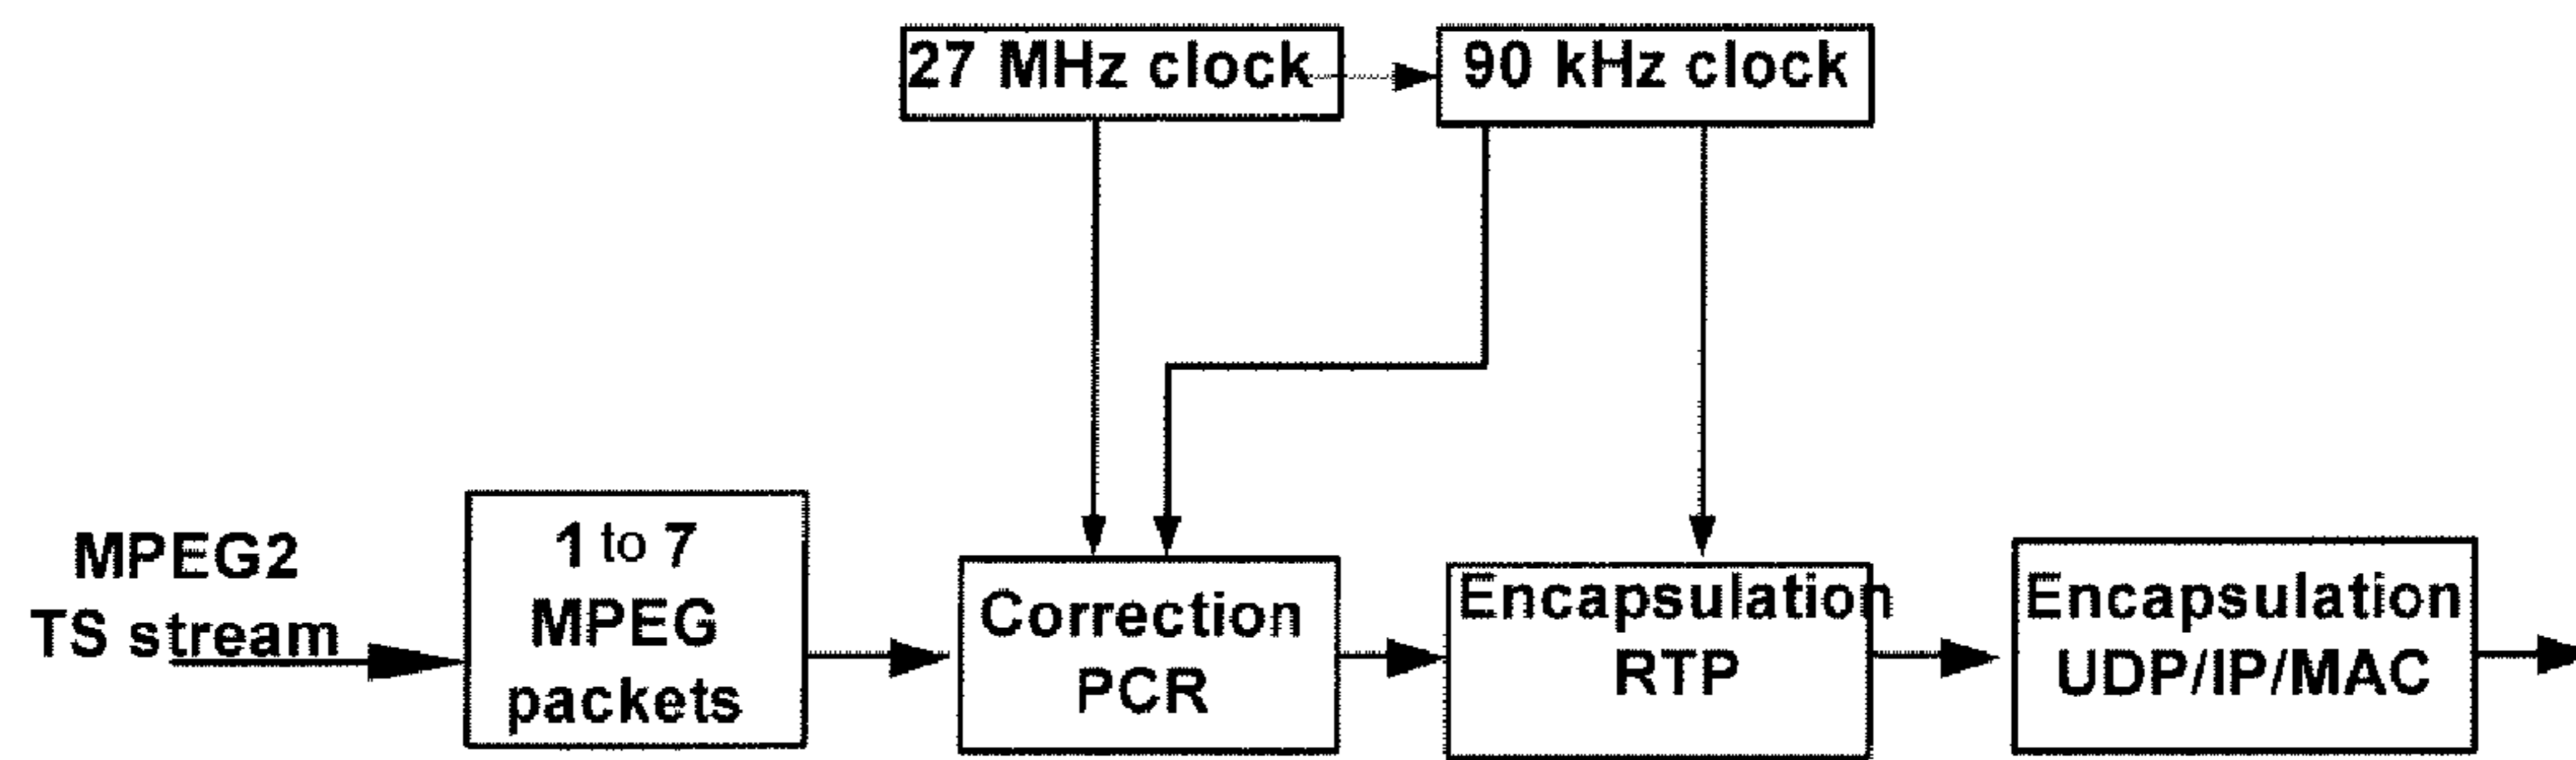 27 MHz clock
90 kHz clock
MPEG2
TS stream
1 to 7
MPEG
packets
Correction
PCR
Encapsulation
RTP
Encapsulation
UDP/IP/MAC